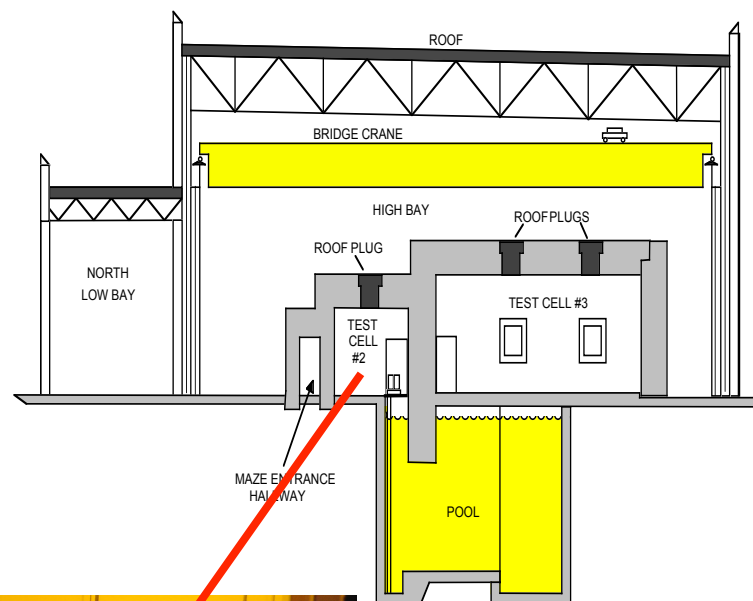 ROOF
BRIDGE CRANE
HIGH BAY
ROOF PLUGS
ROOF PLUG
NORTH
LOW BAY
TEST CELL #3
TEST
CELL
#2
MAZE ENTRANCE
HALLWAY
POOL